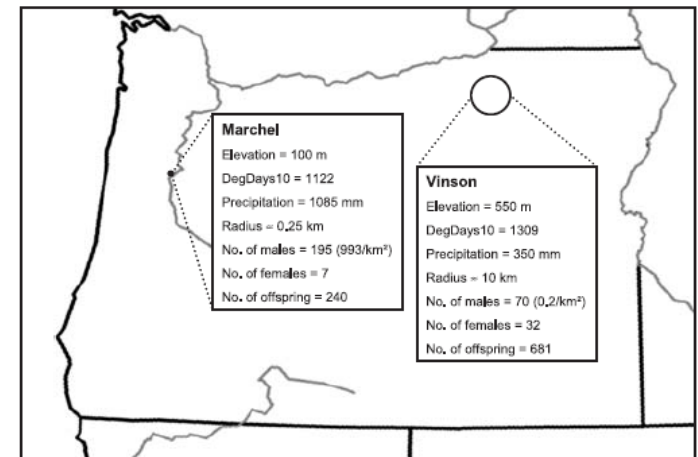 Marchel
Elevation = 100 m
DegDays10 = 1122
Precipitation = 1085 mm
Radius = 0.25 km
No. of males = 195 (993/km²)
No. of females = 7
No. of offspring = 240
Vinson
Elevation = 550 m
DegDays10 = 1309
Precipitation = 350 mm
Radius = 10 km
No. of males = 70 (0.2/km²)
No. of females = 32
No. of offspring = 681